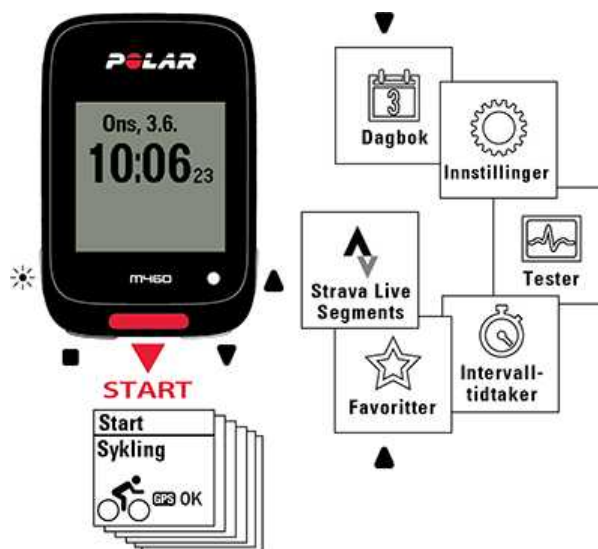 POLAR
Ons, 3.6.
10:06 23
M460
START
Start
Sykling
GPS OK
3
Dagbok
Innstillinger
Tester
Intervall-
tidtaker
Favoritter
Strava Live
Segments